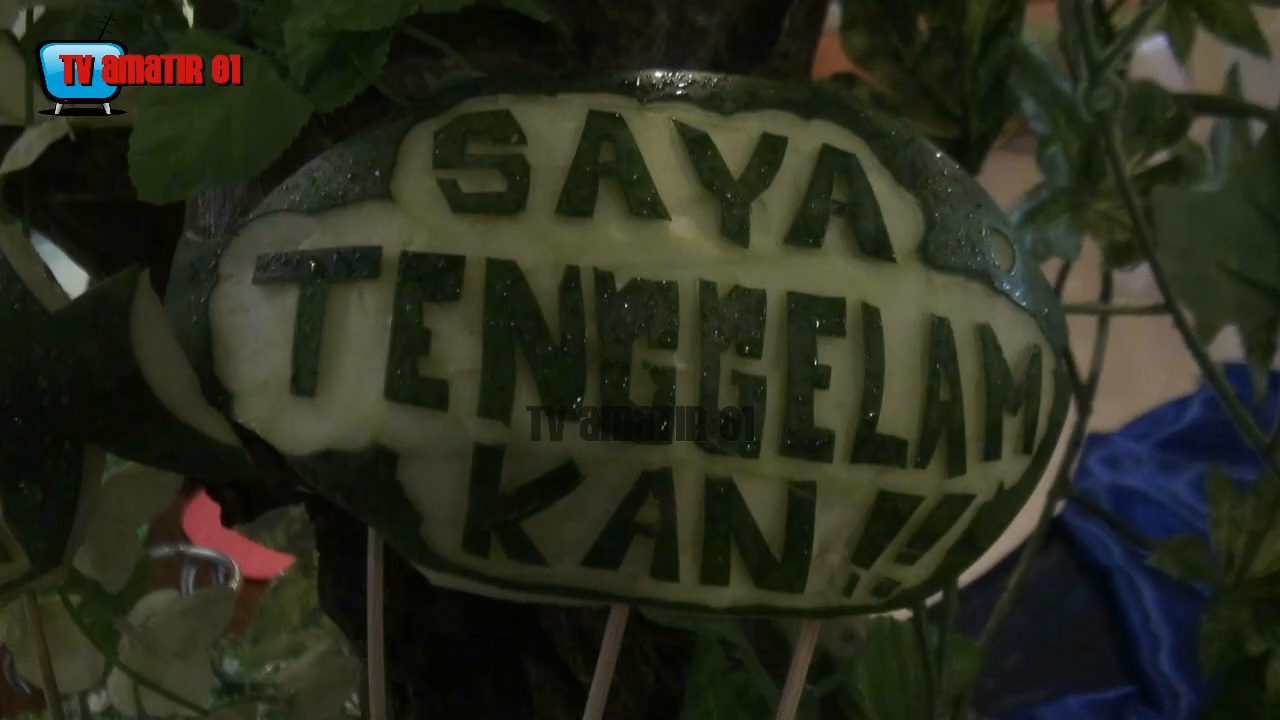 TV AMATIR 01
SAYA
TENGGELAM
TV AMATIR 01
KAN !!